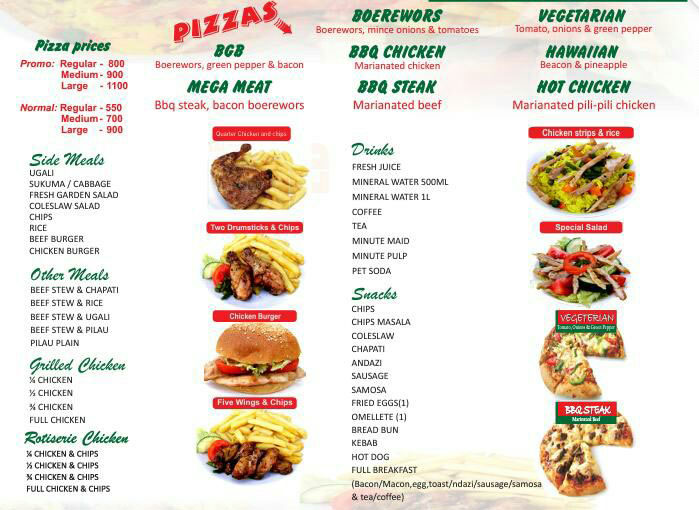 PIZZAS
Pizza prices
Promo: Regular - 800
Medium - 900
Large - 1100
Normal: Regular - 550
Medium - 700
Large - 900
BGB
Boerewors, green pepper & bacon
MEGA MEAT
Bbq steak, bacon boerewors
BOEREWORS
Boerewors, mince onions & tomatoes
BBQ CHICKEN
Marianated chicken
BBQ STEAK
Marianated beef
VEGETARIAN
Tomato, onions & green pepper
HAWAIIAN
Beacon & pineapple
HOT CHICKEN
Marianated pili-pili chicken
Side Meals
UGALI
SUKUMA / CABBAGE
FRESH GARDEN SALAD
COLESLAW SALAD
CHIPS
RICE
BEEF BURGER
CHICKEN BURGER
Other Meals
BEEF STEW & CHAPATI
BEEF STEW & RICE
BEEF STEW & UGALI
BEEF STEW & PILAU
PILAU PLAIN
Grilled Chicken
¼ CHICKEN
½ CHICKEN
¾ CHICKEN
FULL CHICKEN
Rotiserie Chicken
¼ CHICKEN & CHIPS
½ CHICKEN & CHIPS
¾ CHICKEN & CHIPS
FULL CHICKEN & CHIPS
Quarter Chicken and chips
Two Drumsticks & Chips
Chicken Burger
Five Wings & Chips
Drinks
FRESH JUICE
MINERAL WATER 500ML
MINERAL WATER 1L
COFFEE
TEA
MINUTE MAID
MINUTE PULP
PET SODA
Snacks
CHIPS
CHIPS MASALA
COLESLAW
CHAPATI
ANDAZI
SAUSAGE
SAMOSA
FRIED EGGS(1)
OMELLETE (1)
BREAD BUN
KEBAB
HOT DOG
FULL BREAKFAST
(Bacon/Macon,egg,toast/ndazi/sausage/samosa
& tea/coffee)
Chicken strips & rice
Special Salad
VEGETERIAN
Tomato, Onions & Green Pepper
BBQ STEAK
Marinated Beef